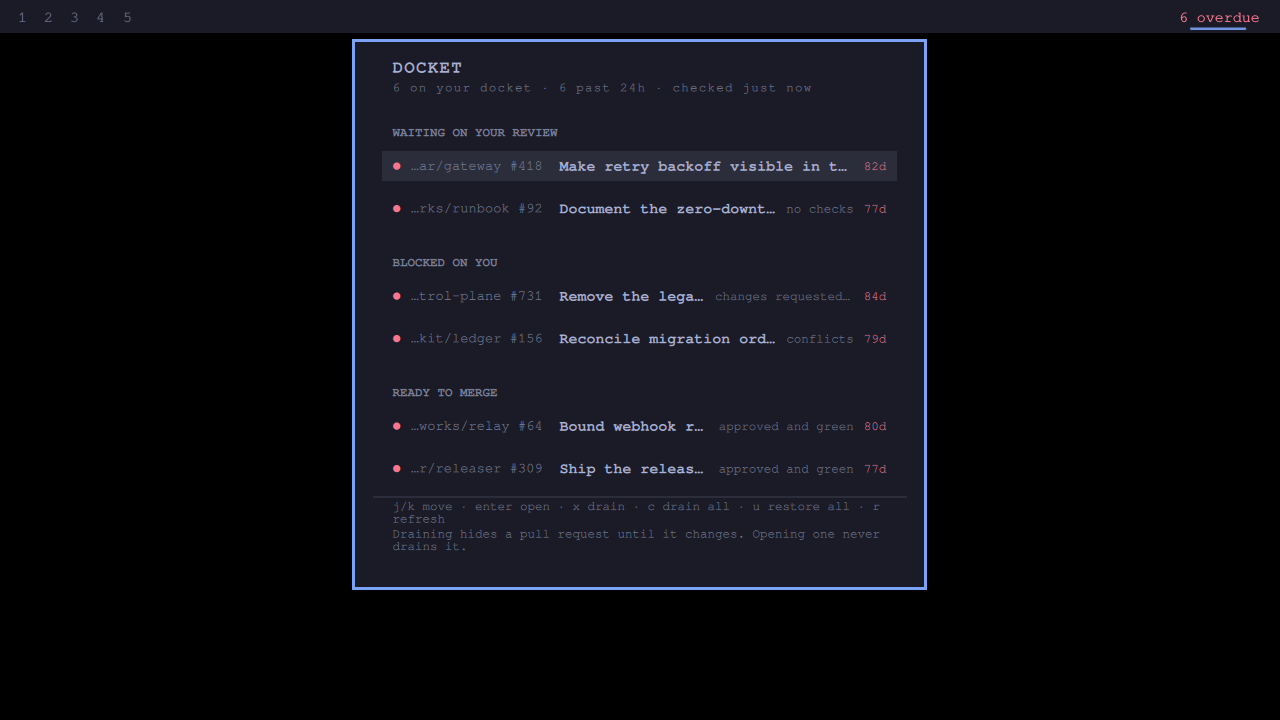 1 2 3 4 5 6 overdue
DOCKET
6 on your docket · 6 past 24h · checked just now
WAITING ON YOUR REVIEW
…ar/gateway #418 Make retry backoff visible in t… 82d
…rks/runbook #92 Document the zero-downt… no checks 77d
BLOCKED ON YOU
…trol-plane #731 Remove the lega… changes requested… 84d
…kit/ledger #156 Reconcile migration ord… conflicts 79d
READY TO MERGE
…works/relay #64 Bound webhook r… approved and green 80d
…r/releaser #309 Ship the releas… approved and green 77d
j/k move · enter open · x drain · c drain all · u restore all · r
refresh
Draining hides a pull request until it changes. Opening one never
drains it.